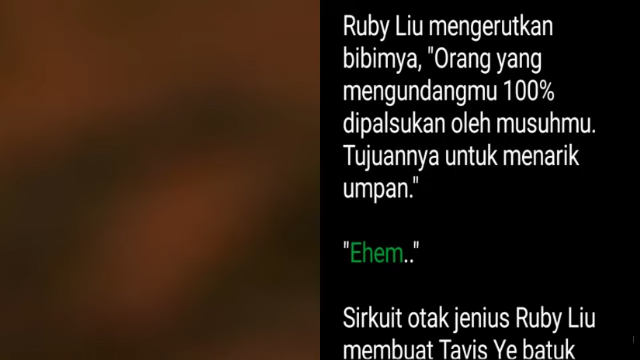 Ruby Liu mengerutkan
bibimya, "Orang yang
mengundangmu 100%
dipalsukan oleh musuhmu.
Tujuannya untuk menarik
umpan."
"Ehem.."
Sirkuit otak jenius Ruby Liu
membuat Tavis Ye batuk